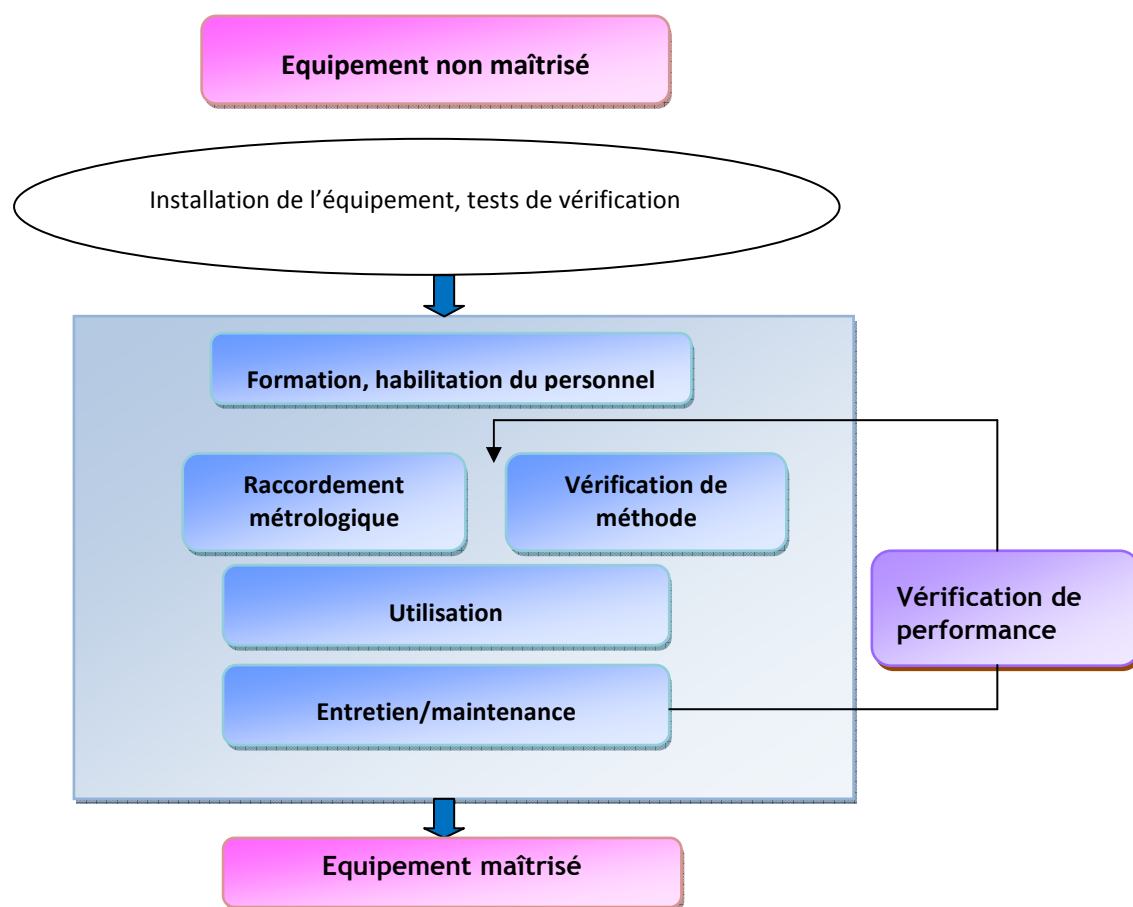 Equipement non maîtrisé
Installation de l’équipement, tests de vérification
Formation, habilitation du personnel
Raccordement
métrologique
Vérification de
méthode
Utilisation
Vérification de
performance
Entretien/maintenance
Equipement maîtrisé